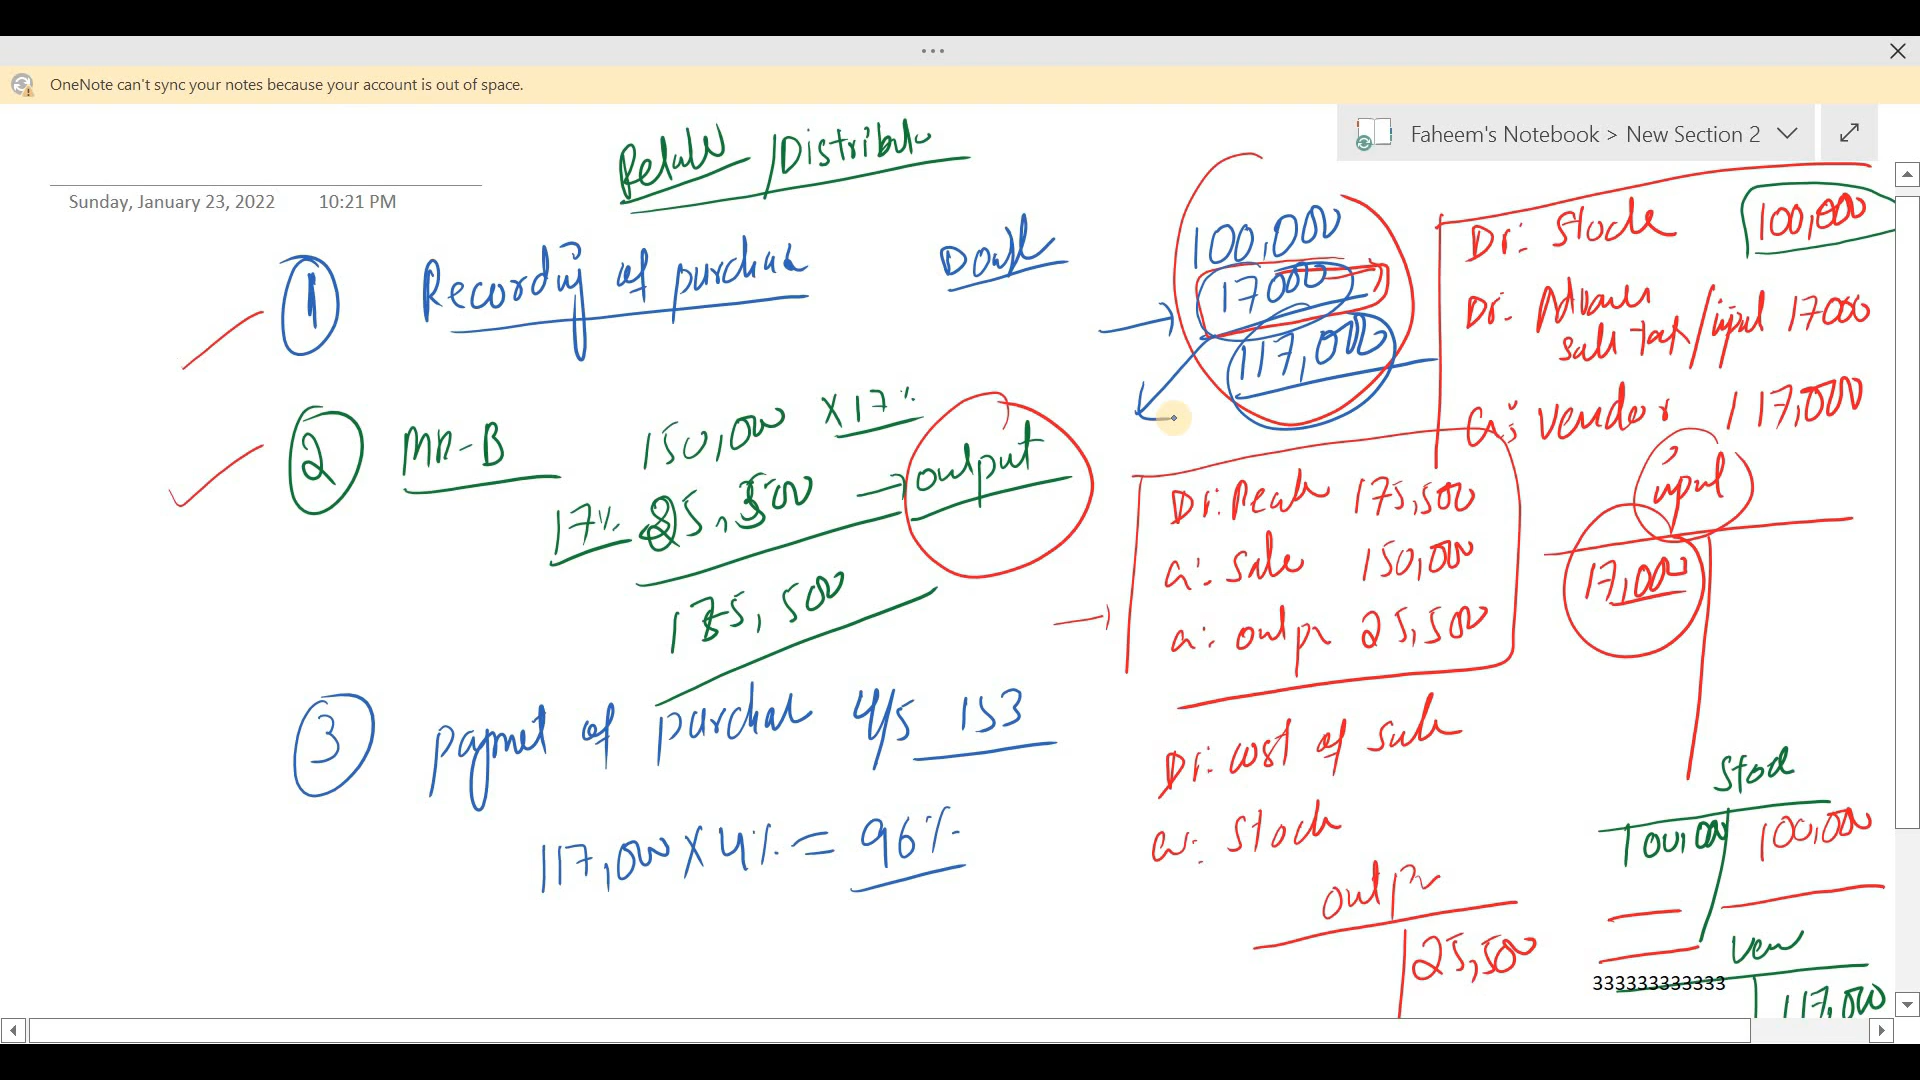 OneNote can't sync your notes because your account is out of space.
Faheem's Notebook > New Section 2
Sunday, January 23, 2022 10:21 PM
/Distribut
1 Recording of purchase
100,000
17000
117,000
Dr: Stock 100,000
Dr: Advance
Sale Tax/input 17000
Cr: Vendor 117,000
2 MR-B 150,000 x 17%
17% 25,500 → output
175,500
Dr: 175,500
Cr: Sale 150,000
Cr: output 25,500
input
17,000
3 Paymet of purchase u/s 153
117,000 x 4% = 96%
Dr: cost of sale
Cr: Stock
Stock
100,000 100,000
output
25,500
Ven
117,000
333333333333